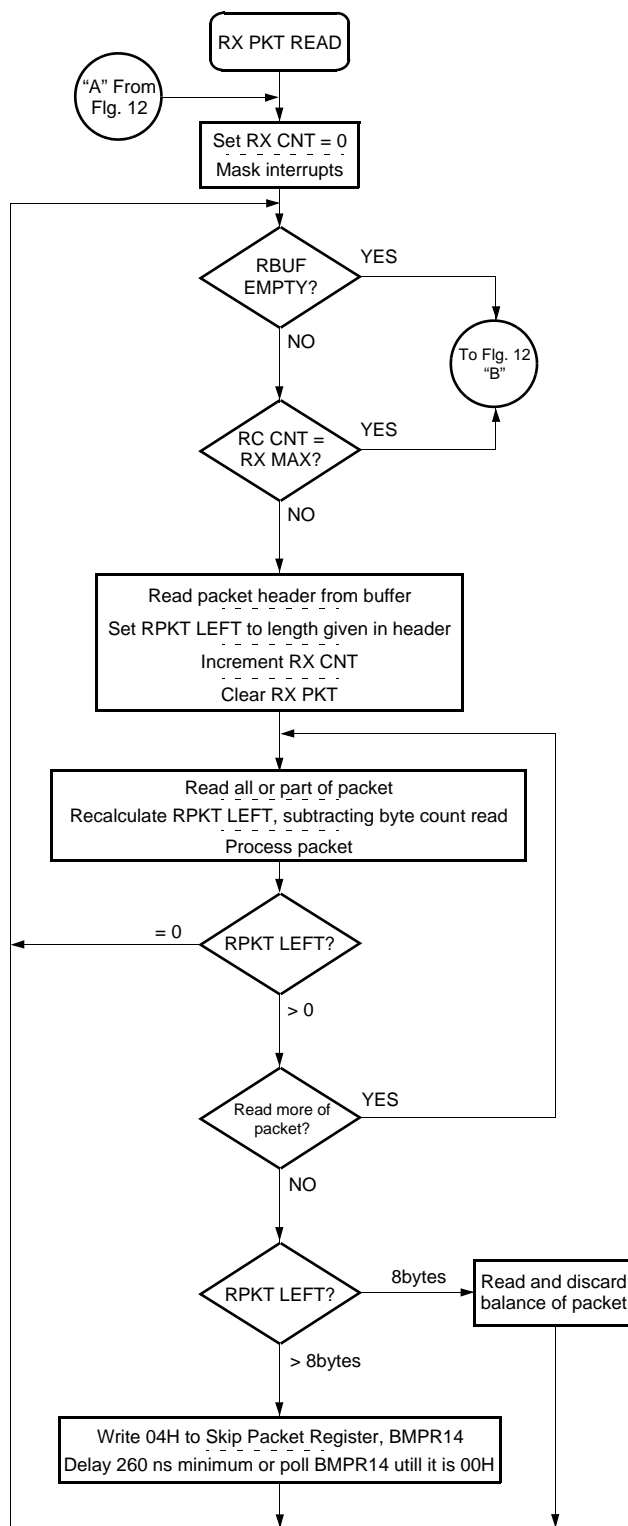 RX PKT READ
“A” From
FIg. 12
Set RX CNT = 0
Mask interrupts
RBUF
EMPTY?
YES
NO
To FIg. 12
“B”
RC CNT =
RX MAX?
YES
NO
Read packet header from buffer
Set RPKT LEFT to length given in header
Increment RX CNT
Clear RX PKT
Read all or part of packet
Recalculate RPKT LEFT, subtracting byte count read
Process packet
= 0
RPKT LEFT?
> 0
Read more of
packet?
YES
NO
RPKT LEFT?
8bytes
Read and discard
balance of packet
> 8bytes
Write 04H to Skip Packet Register, BMPR14
Delay 260 ns minimum or poll BMPR14 utill it is 00H